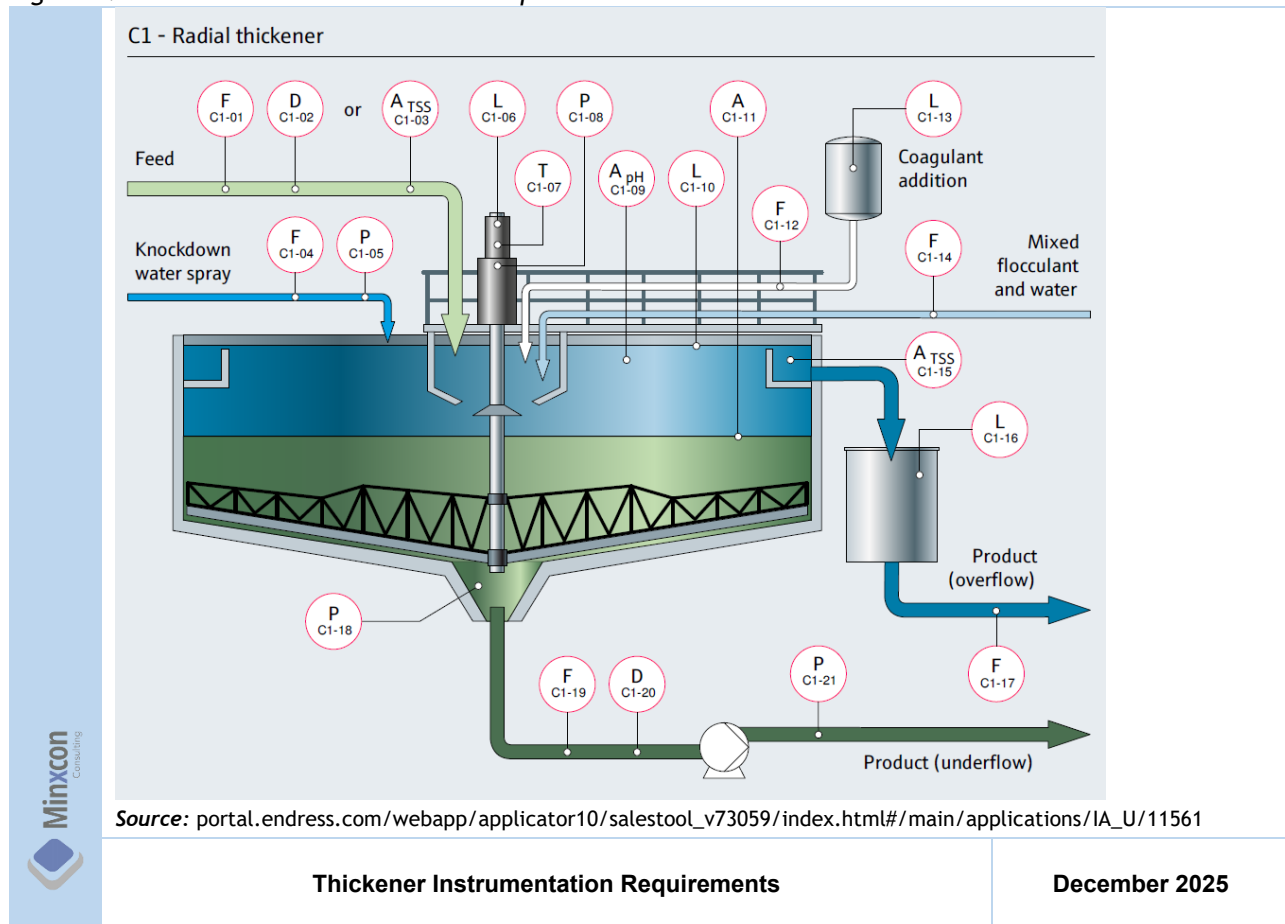 C1 - Radial thickener
F
C1-01
D
C1-02
or
A TSS
C1-03
L
C1-06
P
C1-08
A
C1-11
L
C1-13
Feed
T
C1-07
A pH
C1-09
L
C1-10
Coagulant
addition
F
C1-12
Knockdown
water spray
F
C1-04
P
C1-05
F
C1-14
Mixed
flocculant
and water
A TSS
C1-15
L
C1-16
Product
(overflow)
P
C1-18
F
C1-17
F
C1-19
D
C1-20
P
C1-21
Product (underflow)
Minxcon
Consulting
Source: portal.endress.com/webapp/applicator10/salestool_v73059/index.html#/main/applications/IA_U/11561
Thickener Instrumentation Requirements
December 2025